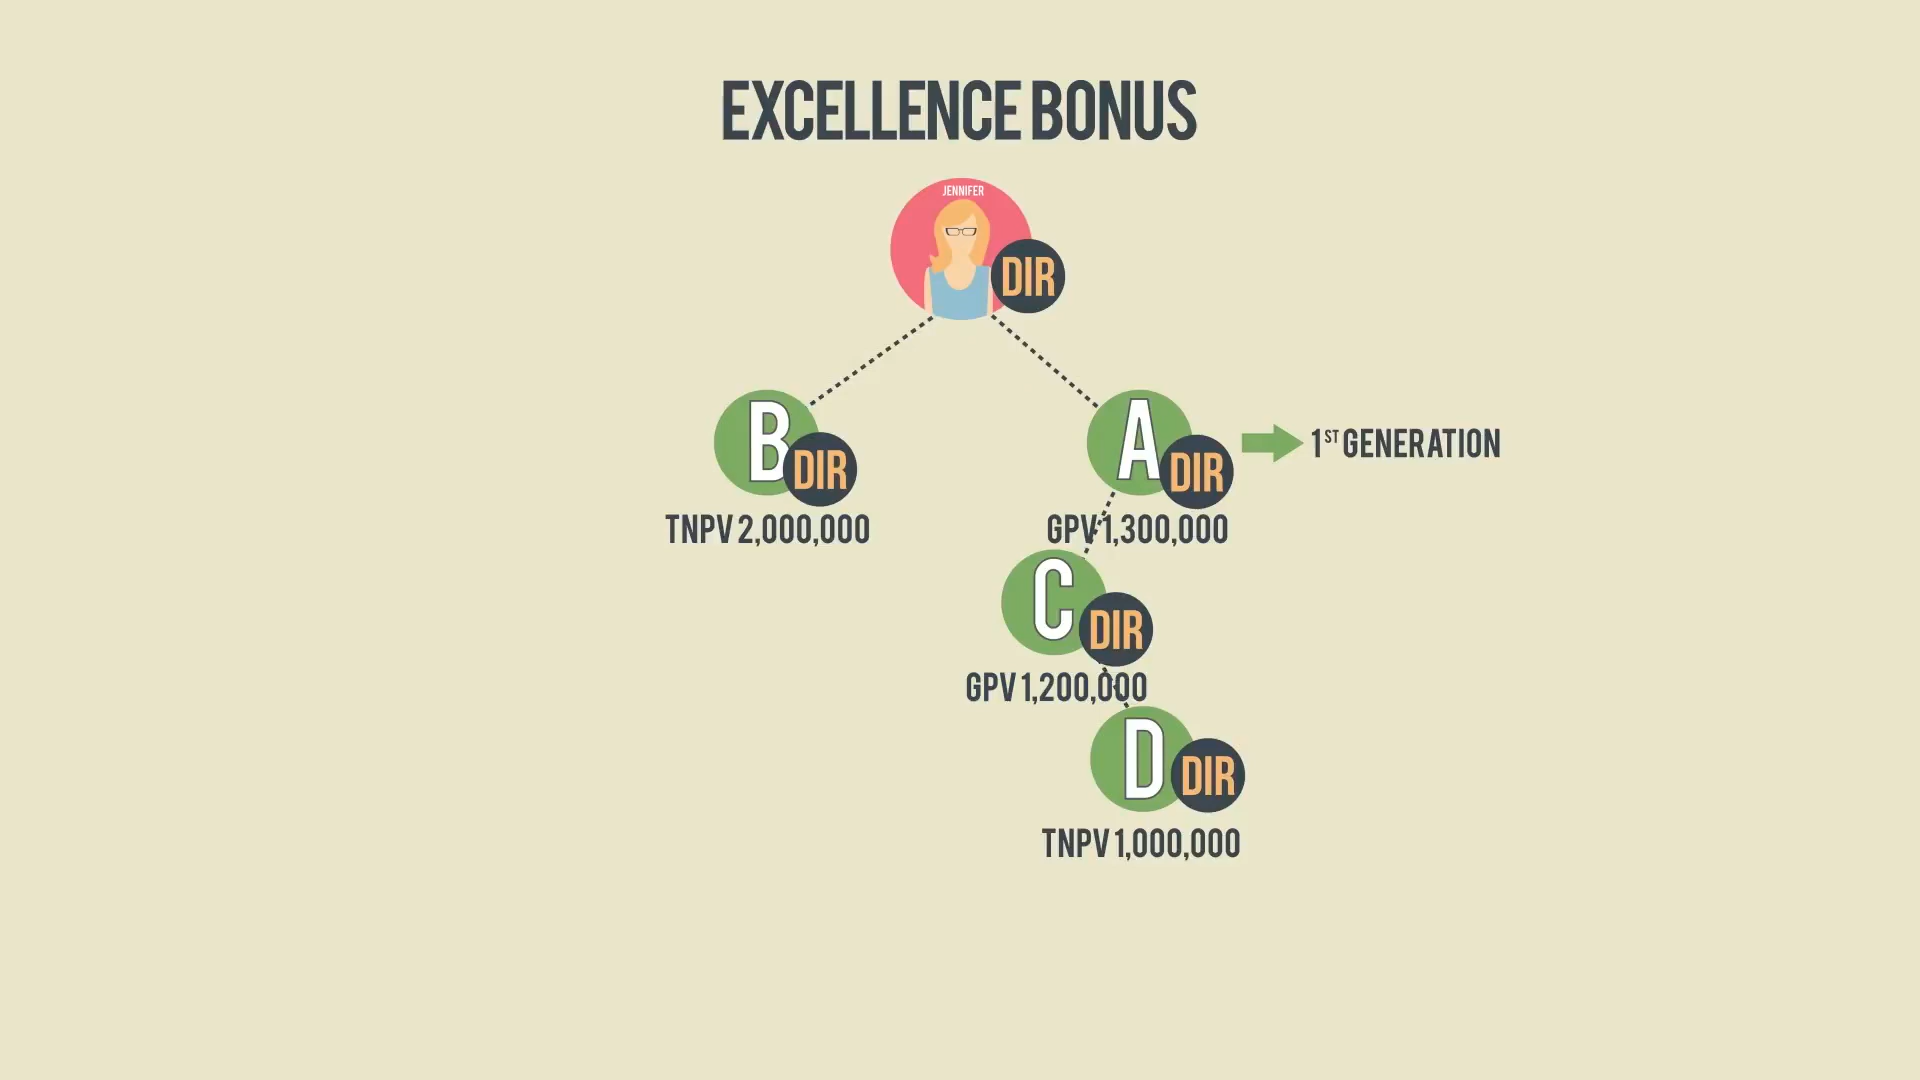 EXCELLENCE BONUS
JENNIFER
DIR
B
DIR
A
DIR
1ST GENERATION
TNPV 2,000,000
GPV 1,300,000
C
DIR
GPV 1,200,000
D
DIR
TNPV 1,000,000